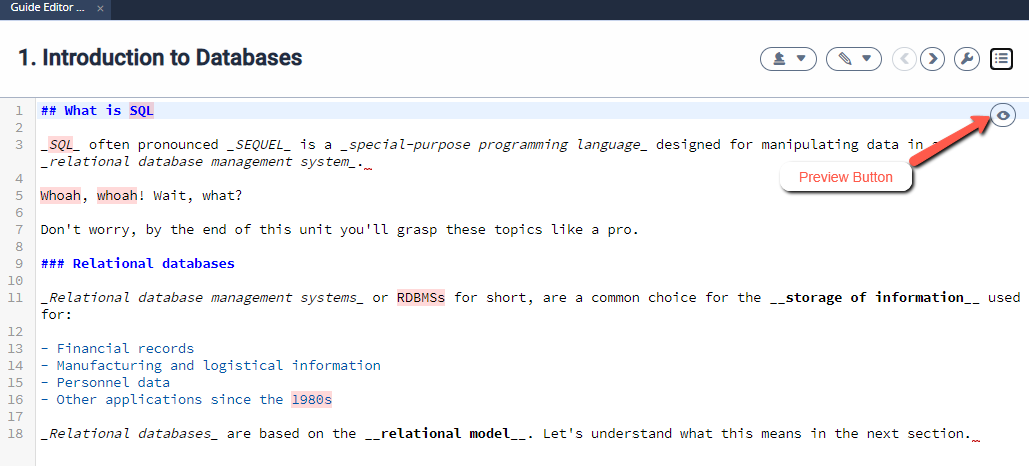 Guide Editor ... ×
1. Introduction to Databases
1 ## What is SQL
2
3 _SQL_ often pronounced _SEQUEL_ is a _special-purpose programming language_ designed for manipulating data in
_relational database management system_.
Preview Button
4
5 Whoah, whoah! Wait, what?
6
7 Don't worry, by the end of this unit you'll grasp these topics like a pro.
8
9 ### Relational databases
10
11 _Relational database management systems_ or RDBMSs for short, are a common choice for the __storage of information__ used
for:
12
13 - Financial records
14 - Manufacturing and logistical information
15 - Personnel data
16 - Other applications since the 1980s
17
18 _Relational databases_ are based on the __relational model__. Let's understand what this means in the next section.